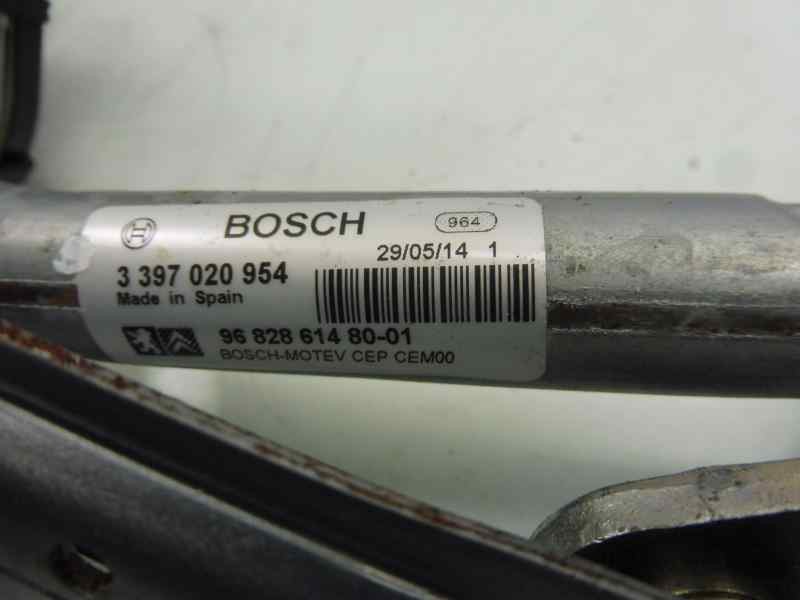 BOSCH 964
29/05/14 1
3 397 020 954
Made in Spain
96 828 614 80-01
BOSCH-MOTEV CEP CEM00